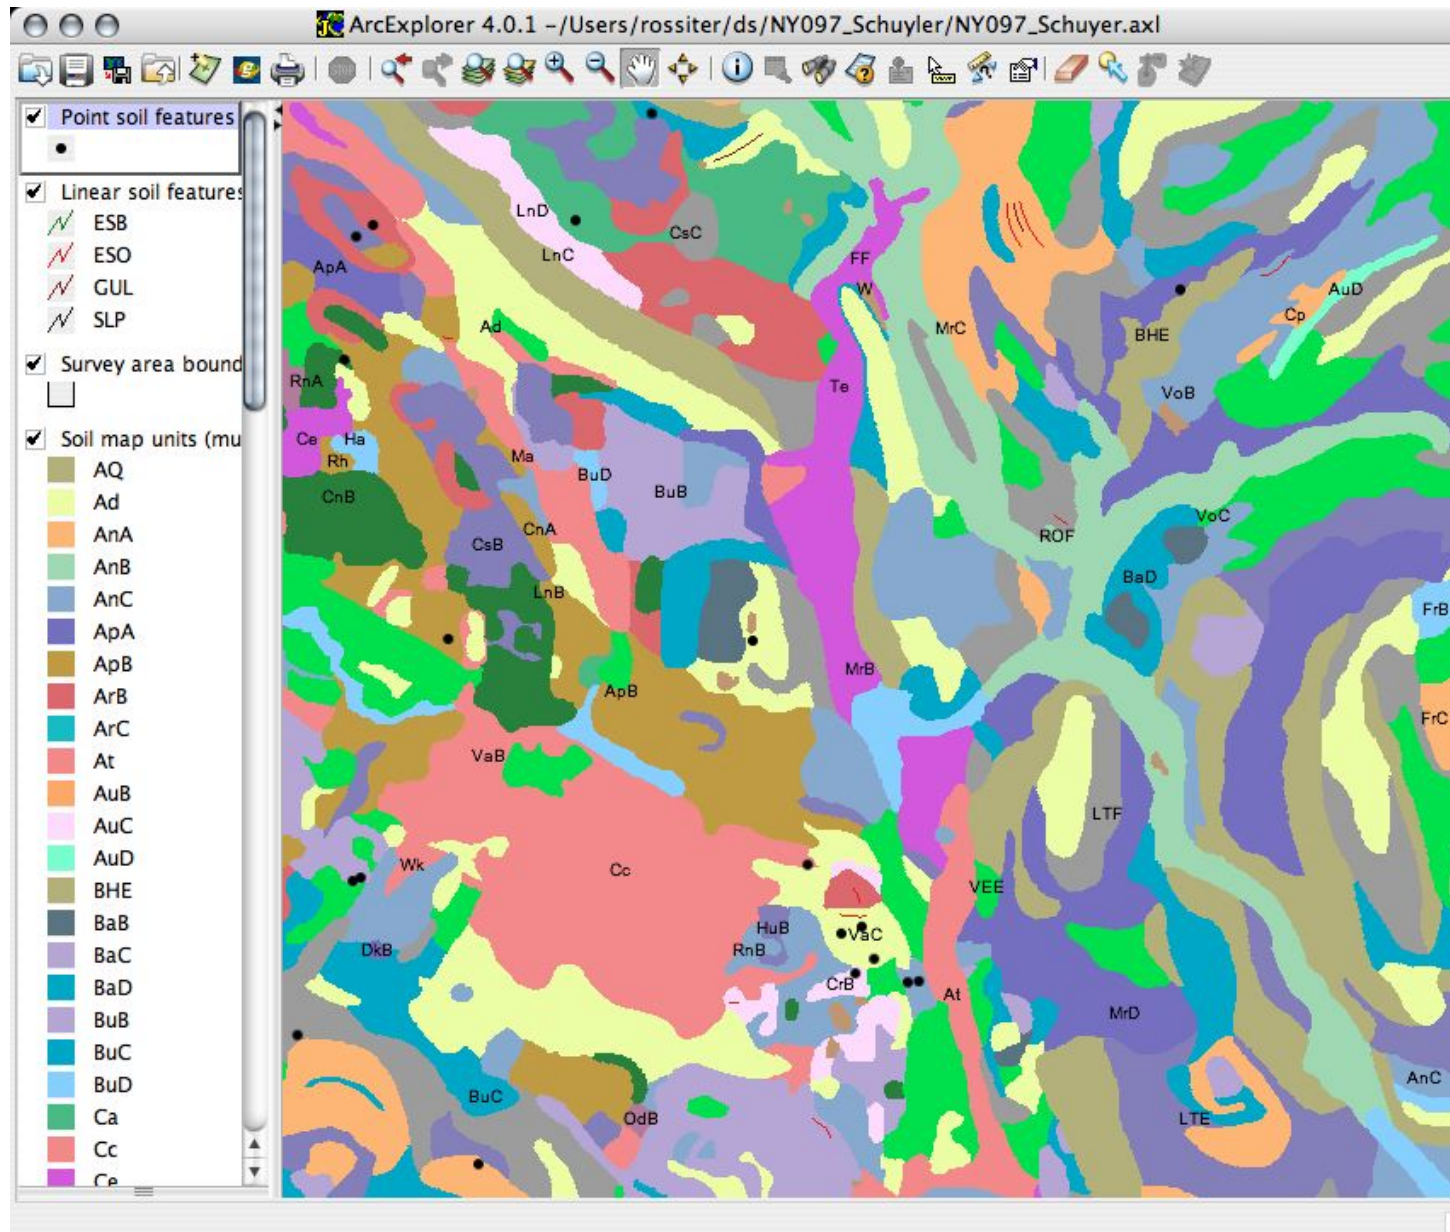 ArcExplorer 4.0.1 –/Users/rossiter/ds/NY097_Schuyler/NY097_Schuyer.axl
Point soil features
Linear soil features
ESB
ESO
GUL
SLP
Survey area bound
Soil map units (mu
AQ
Ad
AnA
AnB
AnC
ApA
ApB
ArB
ArC
At
AuB
AuC
AuD
BHE
BaB
BaC
BaD
BuB
BuC
BuD
Ca
Cc
Ce
LnD
CsC
LnC
FF
ApA
W
AuD
Cp
Ad
MrC
BHE
RnA
Te
VoB
Ce
Ha
Ma
Rh
BuD
BuB
CnB
VoC
CnA
ROF
CsB
BaD
LnB
FrB
MrB
ApB
FrC
VaB
LTF
Wk
Cc
VEE
HuB
VaC
DkB
RnB
CrB
At
MrD
AnC
BuC
OdB
LTE